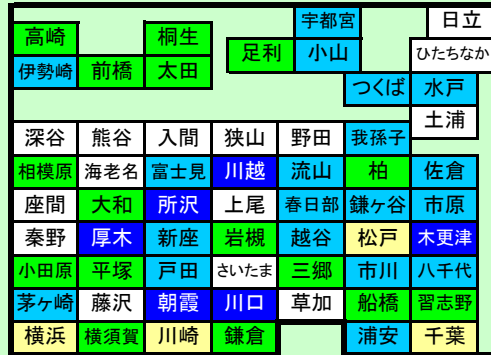 宇都宮 日立
高崎 桐生 足利 小山 ひたちなか
伊勢崎 前橋 太田
つくば 水戸
土浦
深谷 熊谷 入間 狭山 野田 我孫子
相模原 海老名 富士見 川越 流山 柏 佐倉
座間 大和 所沢 上尾 春日部 鎌ヶ谷 市原
秦野 厚木 新座 岩槻 越谷 松戸 木更津
小田原 平塚 戸田 さいたま 三郷 市川 八千代
茅ヶ崎 藤沢 朝霞 川口 草加 船橋 習志野
横浜 横須賀 川崎 鎌倉 浦安 千葉